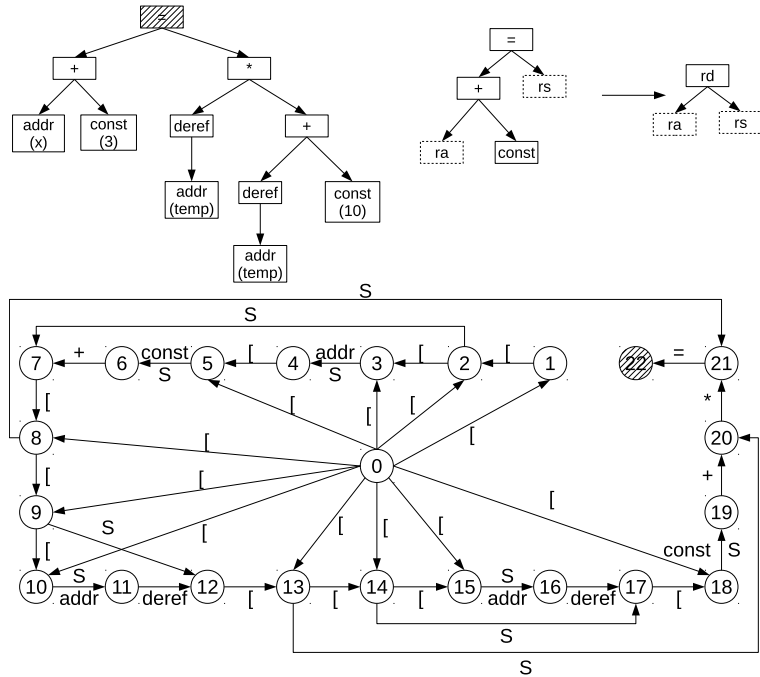 =
+
*
addr
(x)
const
(3)
deref
+
addr
(temp)
deref
const
(10)
addr
(temp)
=
+
rs
ra
const
rd
ra
rs
S
S
7
+
6
const
S
5
[
4
addr
S
3
[
2
[
1
22
=
21
[
[
[
[
[
*
8
[
0
20
[
[
[
[
+
9
S
[
[
[
[
19
[
const
S
10
S
addr
11
deref
12
[
13
[
14
[
15
S
addr
16
deref
17
[
18
S
S